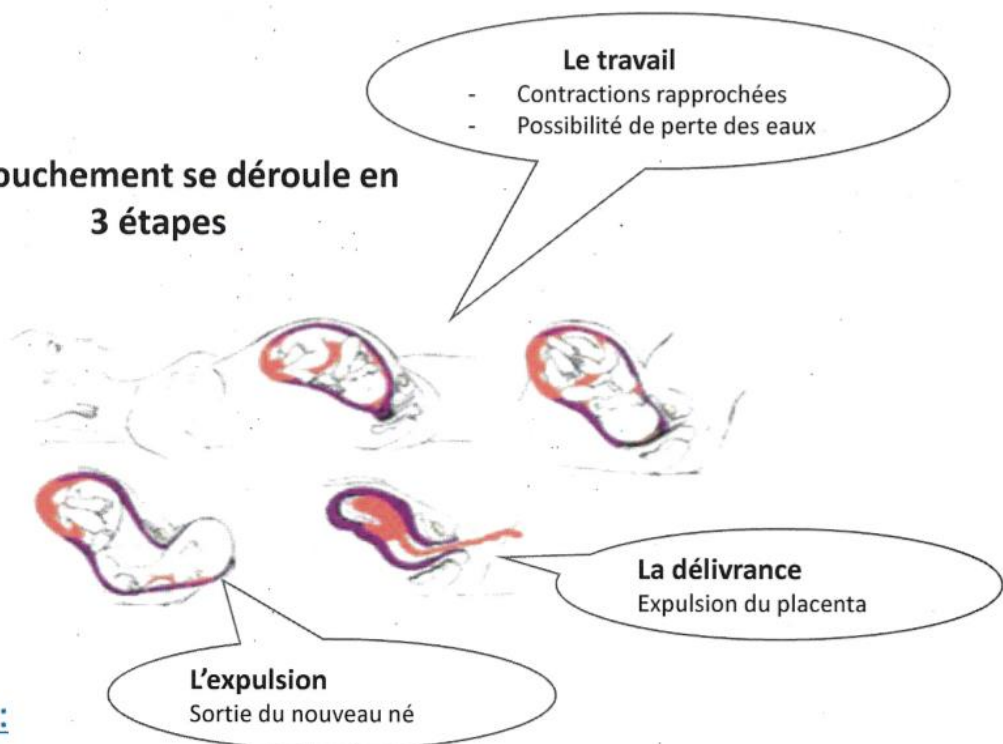 Le travail
- Contractions rapprochées
- Possibilité de perte des eaux
ouchement se déroule en
3 étapes
La délivrance
Expulsion du placenta
L'expulsion
Sortie du nouveau né
: